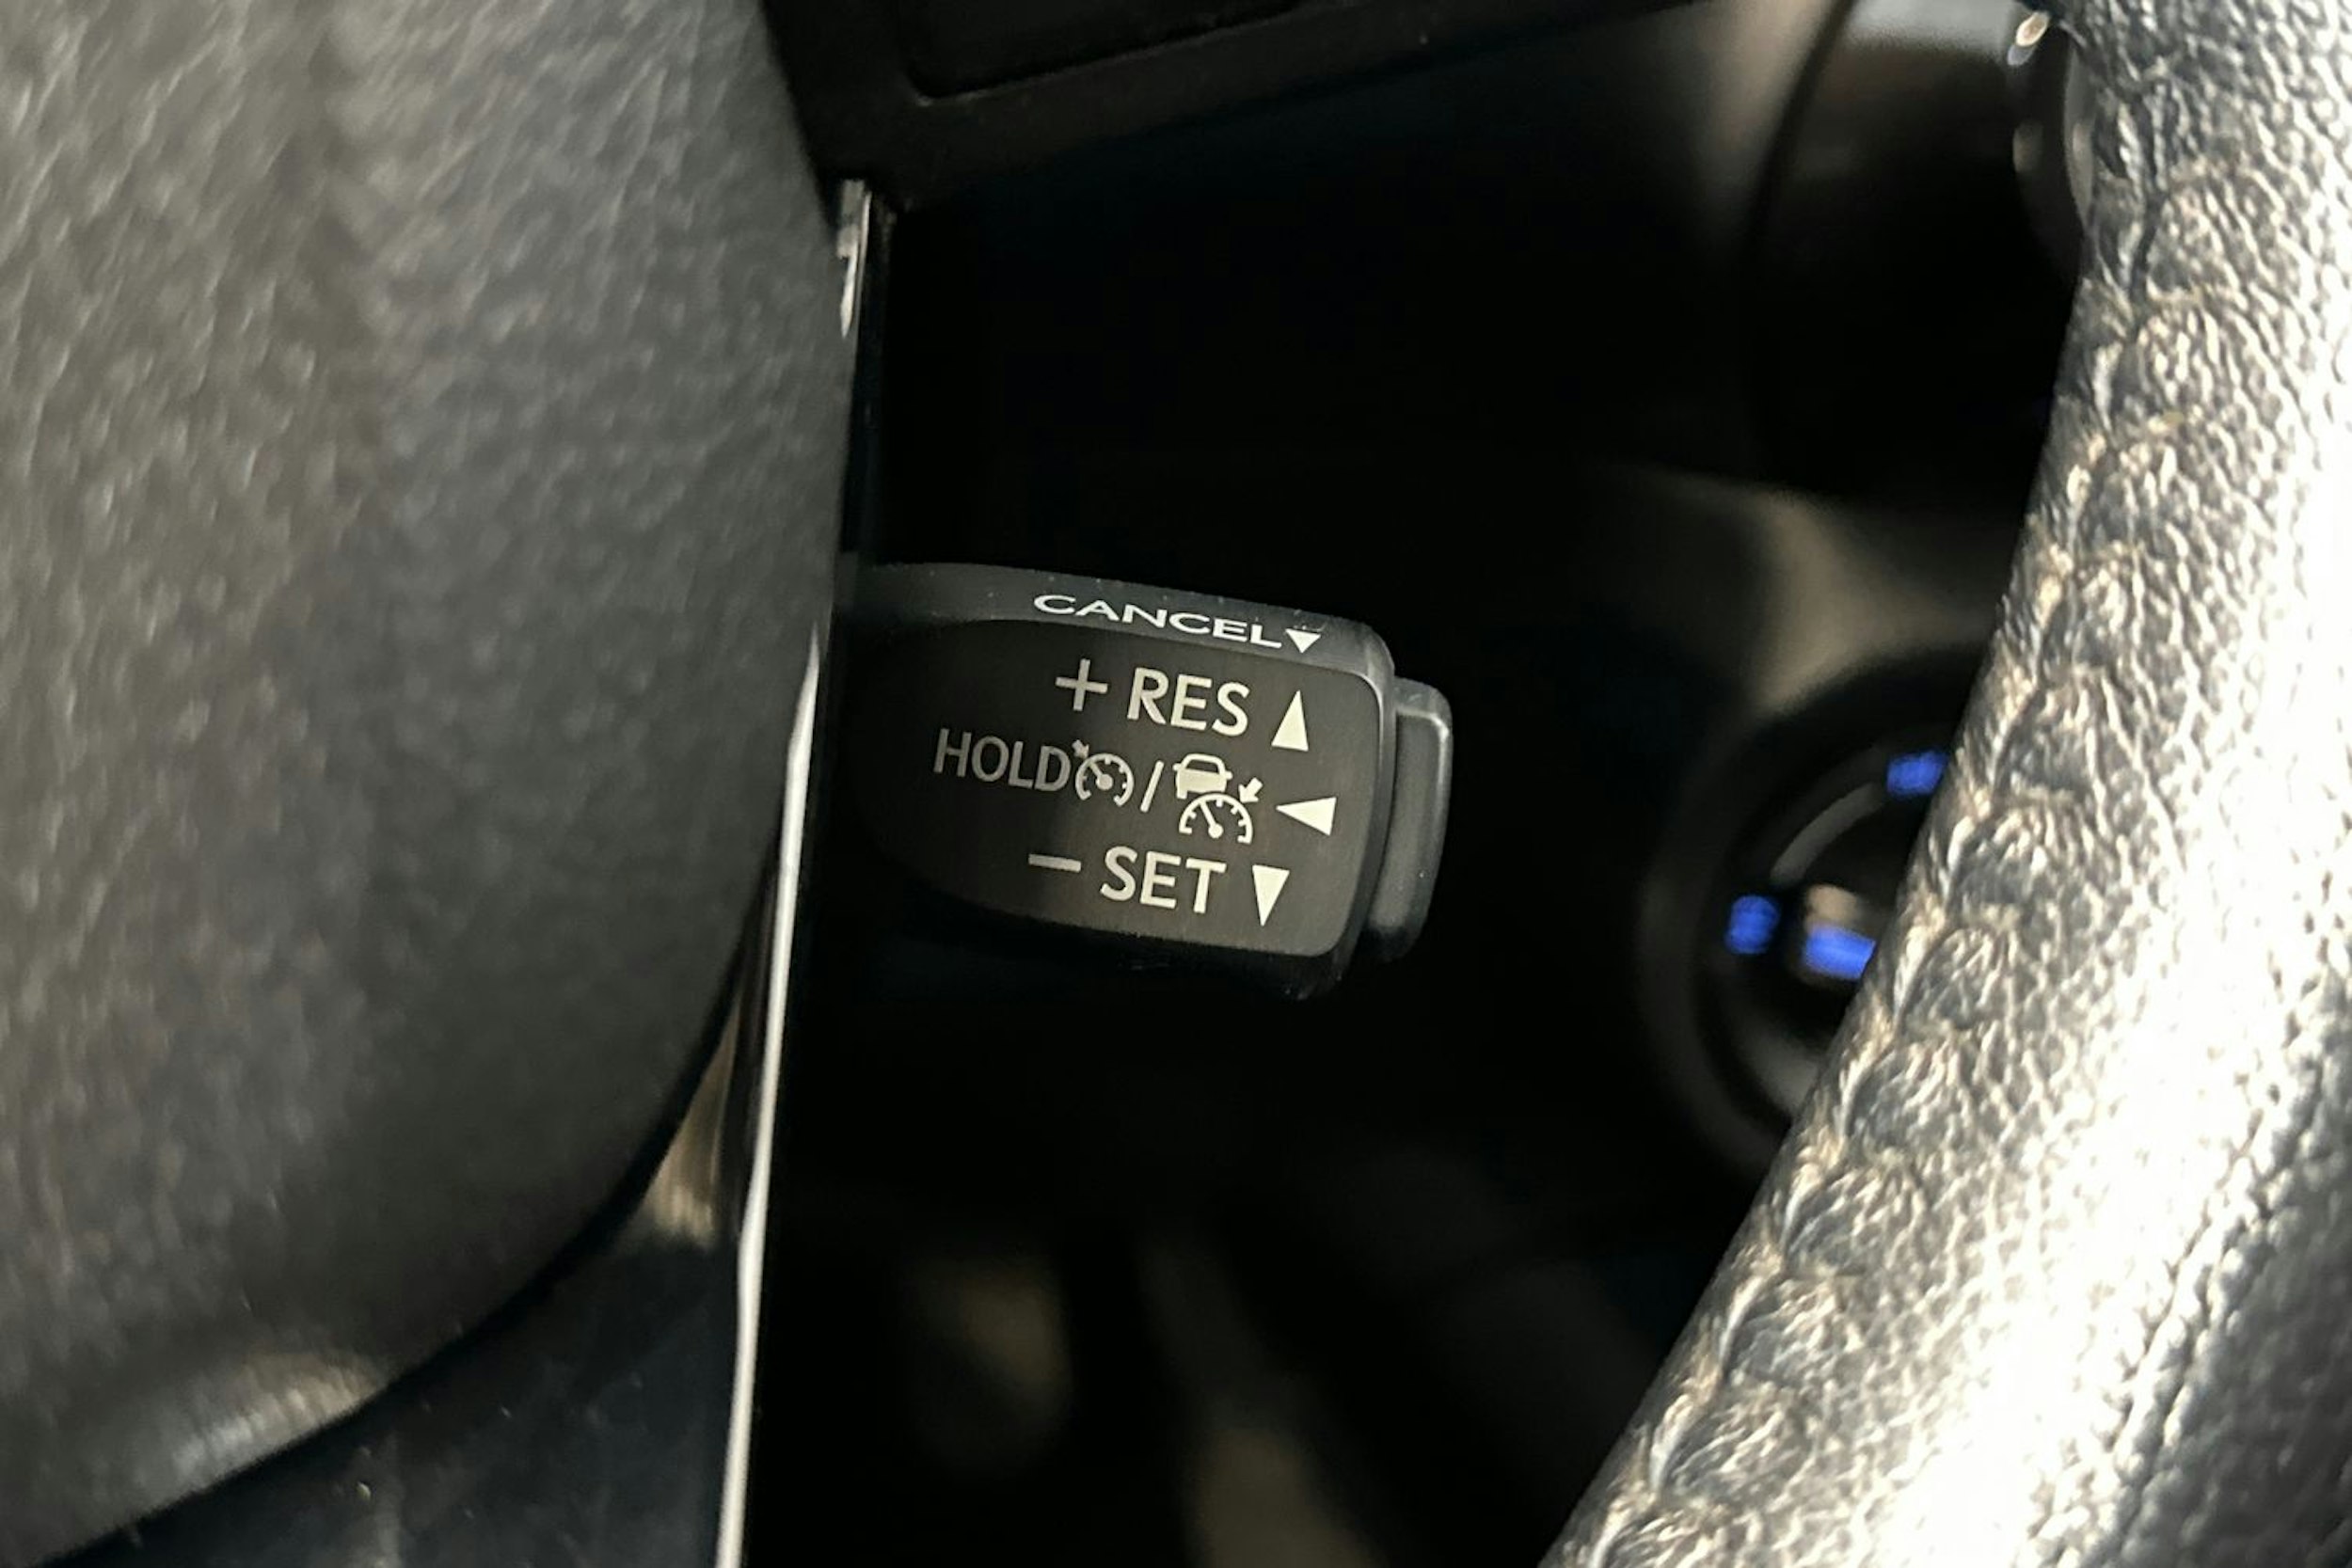 CANCEL▼
+ RES ▲
HOLD / ◀
− SET ▼